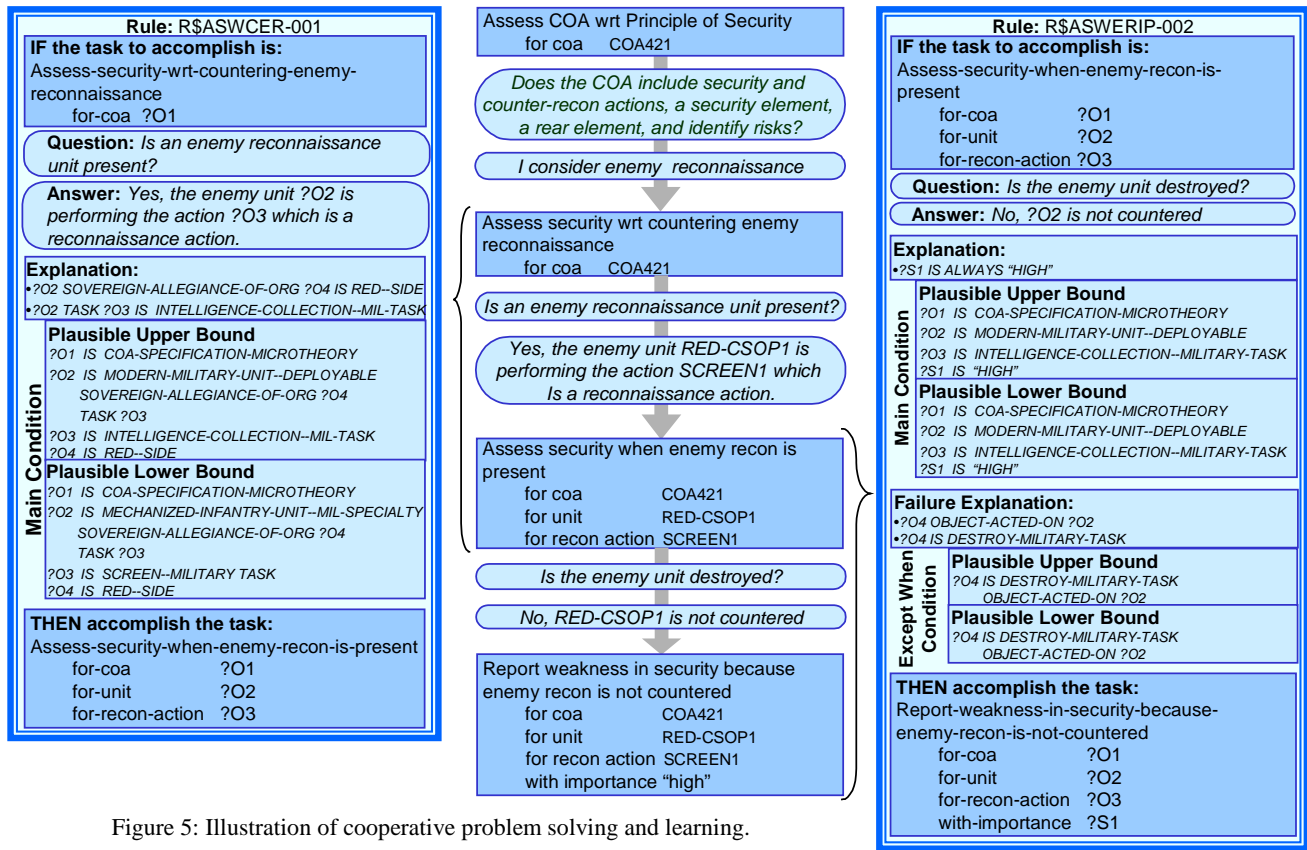 Rule: R$ASWCER-001
IF the task to accomplish is:
Assess-security-wrt-countering-enemy-
reconnaissance
for-coa ?O1
Question: Is an enemy reconnaissance
unit present?
Answer: Yes, the enemy unit ?O2 is
performing the action ?O3 which is a
reconnaissance action.
Explanation:
•?O2 SOVEREIGN-ALLEGIANCE-OF-ORG ?O4 IS RED--SIDE
•?O2 TASK ?O3 IS INTELLIGENCE-COLLECTION--MIL-TASK
Main Condition
Plausible Upper Bound
?O1 IS COA-SPECIFICATION-MICROTHEORY
?O2 IS MODERN-MILITARY-UNIT--DEPLOYABLE
SOVEREIGN-ALLEGIANCE-OF-ORG ?O4
TASK ?O3
?O3 IS INTELLIGENCE-COLLECTION--MIL-TASK
?O4 IS RED--SIDE
Plausible Lower Bound
?O1 IS COA-SPECIFICATION-MICROTHEORY
?O2 IS MECHANIZED-INFANTRY-UNIT--MIL-SPECIALTY
SOVEREIGN-ALLEGIANCE-OF-ORG ?O4
TASK ?O3
?O3 IS SCREEN--MILITARY TASK
?O4 IS RED--SIDE
THEN accomplish the task:
Assess-security-when-enemy-recon-is-present
for-coa ?O1
for-unit ?O2
for-recon-action ?O3
Assess COA wrt Principle of Security
for coa COA421
Does the COA include security and
counter-recon actions, a security element,
a rear element, and identify risks?
I consider enemy reconnaissance
Assess security wrt countering enemy
reconnaissance
for coa COA421
Is an enemy reconnaissance unit present?
Yes, the enemy unit RED-CSOP1 is
performing the action SCREEN1 which
Is a reconnaissance action.
Assess security when enemy recon is
present
for coa COA421
for unit RED-CSOP1
for recon action SCREEN1
Is the enemy unit destroyed?
No, RED-CSOP1 is not countered
Report weakness in security because
enemy recon is not countered
for coa COA421
for unit RED-CSOP1
for recon action SCREEN1
with importance “high”
Rule: R$ASWERIP-002
IF the task to accomplish is:
Assess-security-when-enemy-recon-is-
present
for-coa ?O1
for-unit ?O2
for-recon-action ?O3
Question: Is the enemy unit destroyed?
Answer: No, ?O2 is not countered
Explanation:
•?S1 IS ALWAYS “HIGH”
Main Condition
Plausible Upper Bound
?O1 IS COA-SPECIFICATION-MICROTHEORY
?O2 IS MODERN-MILITARY-UNIT--DEPLOYABLE
?O3 IS INTELLIGENCE-COLLECTION--MILITARY-TASK
?S1 IS “HIGH”
Plausible Lower Bound
?O1 IS COA-SPECIFICATION-MICROTHEORY
?O2 IS MODERN-MILITARY-UNIT--DEPLOYABLE
?O3 IS INTELLIGENCE-COLLECTION--MILITARY-TASK
?S1 IS “HIGH”
Failure Explanation:
•?O4 OBJECT-ACTED-ON ?O2
•?O4 IS DESTROY-MILITARY-TASK
Except When
Condition
Plausible Upper Bound
?O4 IS DESTROY-MILITARY-TASK
OBJECT-ACTED-ON ?O2
Plausible Lower Bound
?O4 IS DESTROY-MILITARY-TASK
OBJECT-ACTED-ON ?O2
THEN accomplish the task:
Report-weakness-in-security-because-
enemy-recon-is-not-countered
for-coa ?O1
for-unit ?O2
for-recon-action ?O3
with-importance ?S1
Figure 5: Illustration of cooperative problem solving and learning.